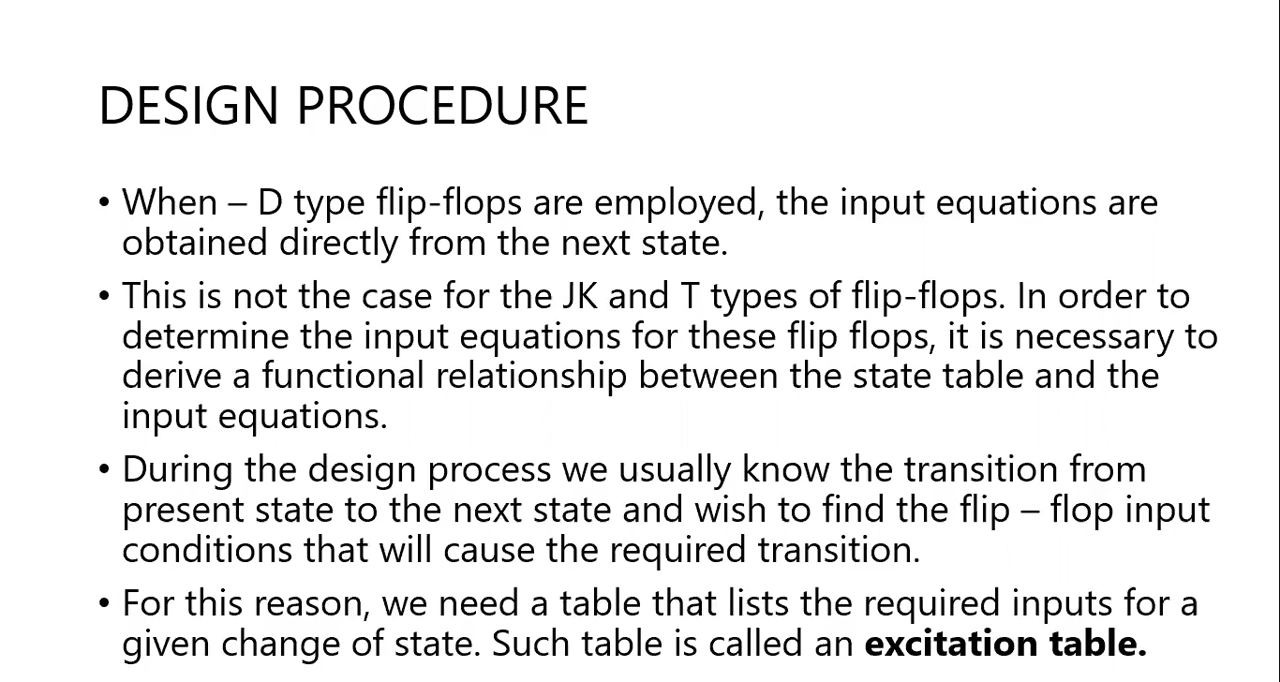 DESIGN PROCEDURE
• When – D type flip-flops are employed, the input equations are
obtained directly from the next state.
• This is not the case for the JK and T types of flip-flops. In order to
determine the input equations for these flip flops, it is necessary to
derive a functional relationship between the state table and the
input equations.
• During the design process we usually know the transition from
present state to the next state and wish to find the flip – flop input
conditions that will cause the required transition.
• For this reason, we need a table that lists the required inputs for a
given change of state. Such table is called an excitation table.